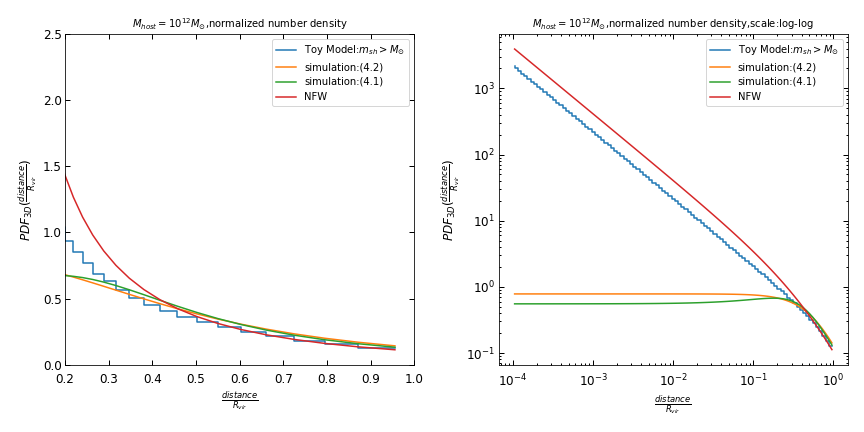 M_host = 10^12 M_⊙,normalized number density
Toy Model:m_sh > M_⊙
simulation:(4.2)
simulation:(4.1)
NFW
PDF_3D(distance/R_vir)
2.5
2.0
1.5
1.0
0.5
0.0
0.2 0.3 0.4 0.5 0.6 0.7 0.8 0.9 1.0
distance/R_vir
M_host = 10^12 M_⊙,normalized number density,scale:log-log
Toy Model:m_sh > M_⊙
simulation:(4.2)
simulation:(4.1)
NFW
PDF_3D(distance/R_vir)
10^3
10^2
10^1
10^0
10^−1
10^−4 10^−3 10^−2 10^−1 10^0
distance/R_vir